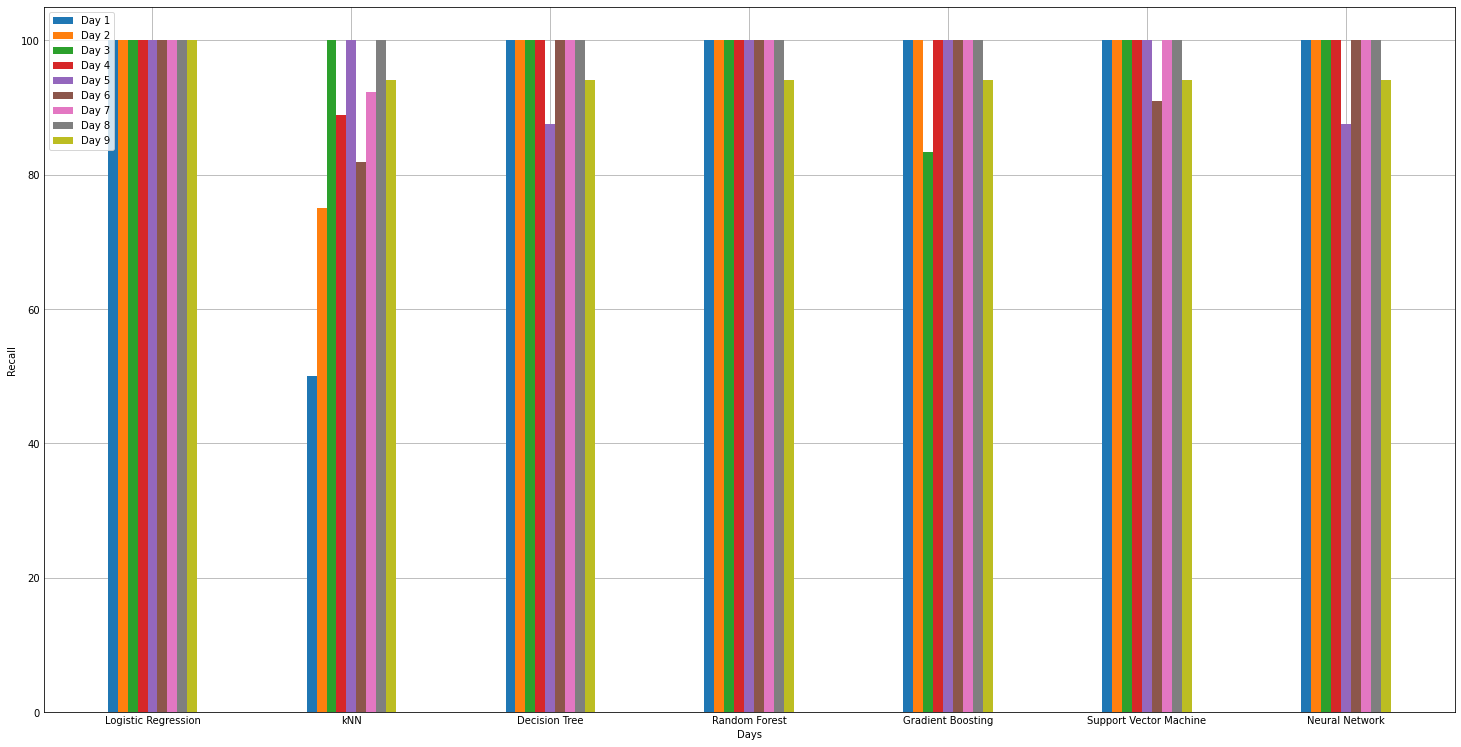 Day 1
Day 2
Day 3
Day 4
Day 5
Day 6
Day 7
Day 8
Day 9
100
80
60
40
20
0
Recall
Logistic Regression
kNN
Decision Tree
Random Forest
Gradient Boosting
Support Vector Machine
Neural Network
Days